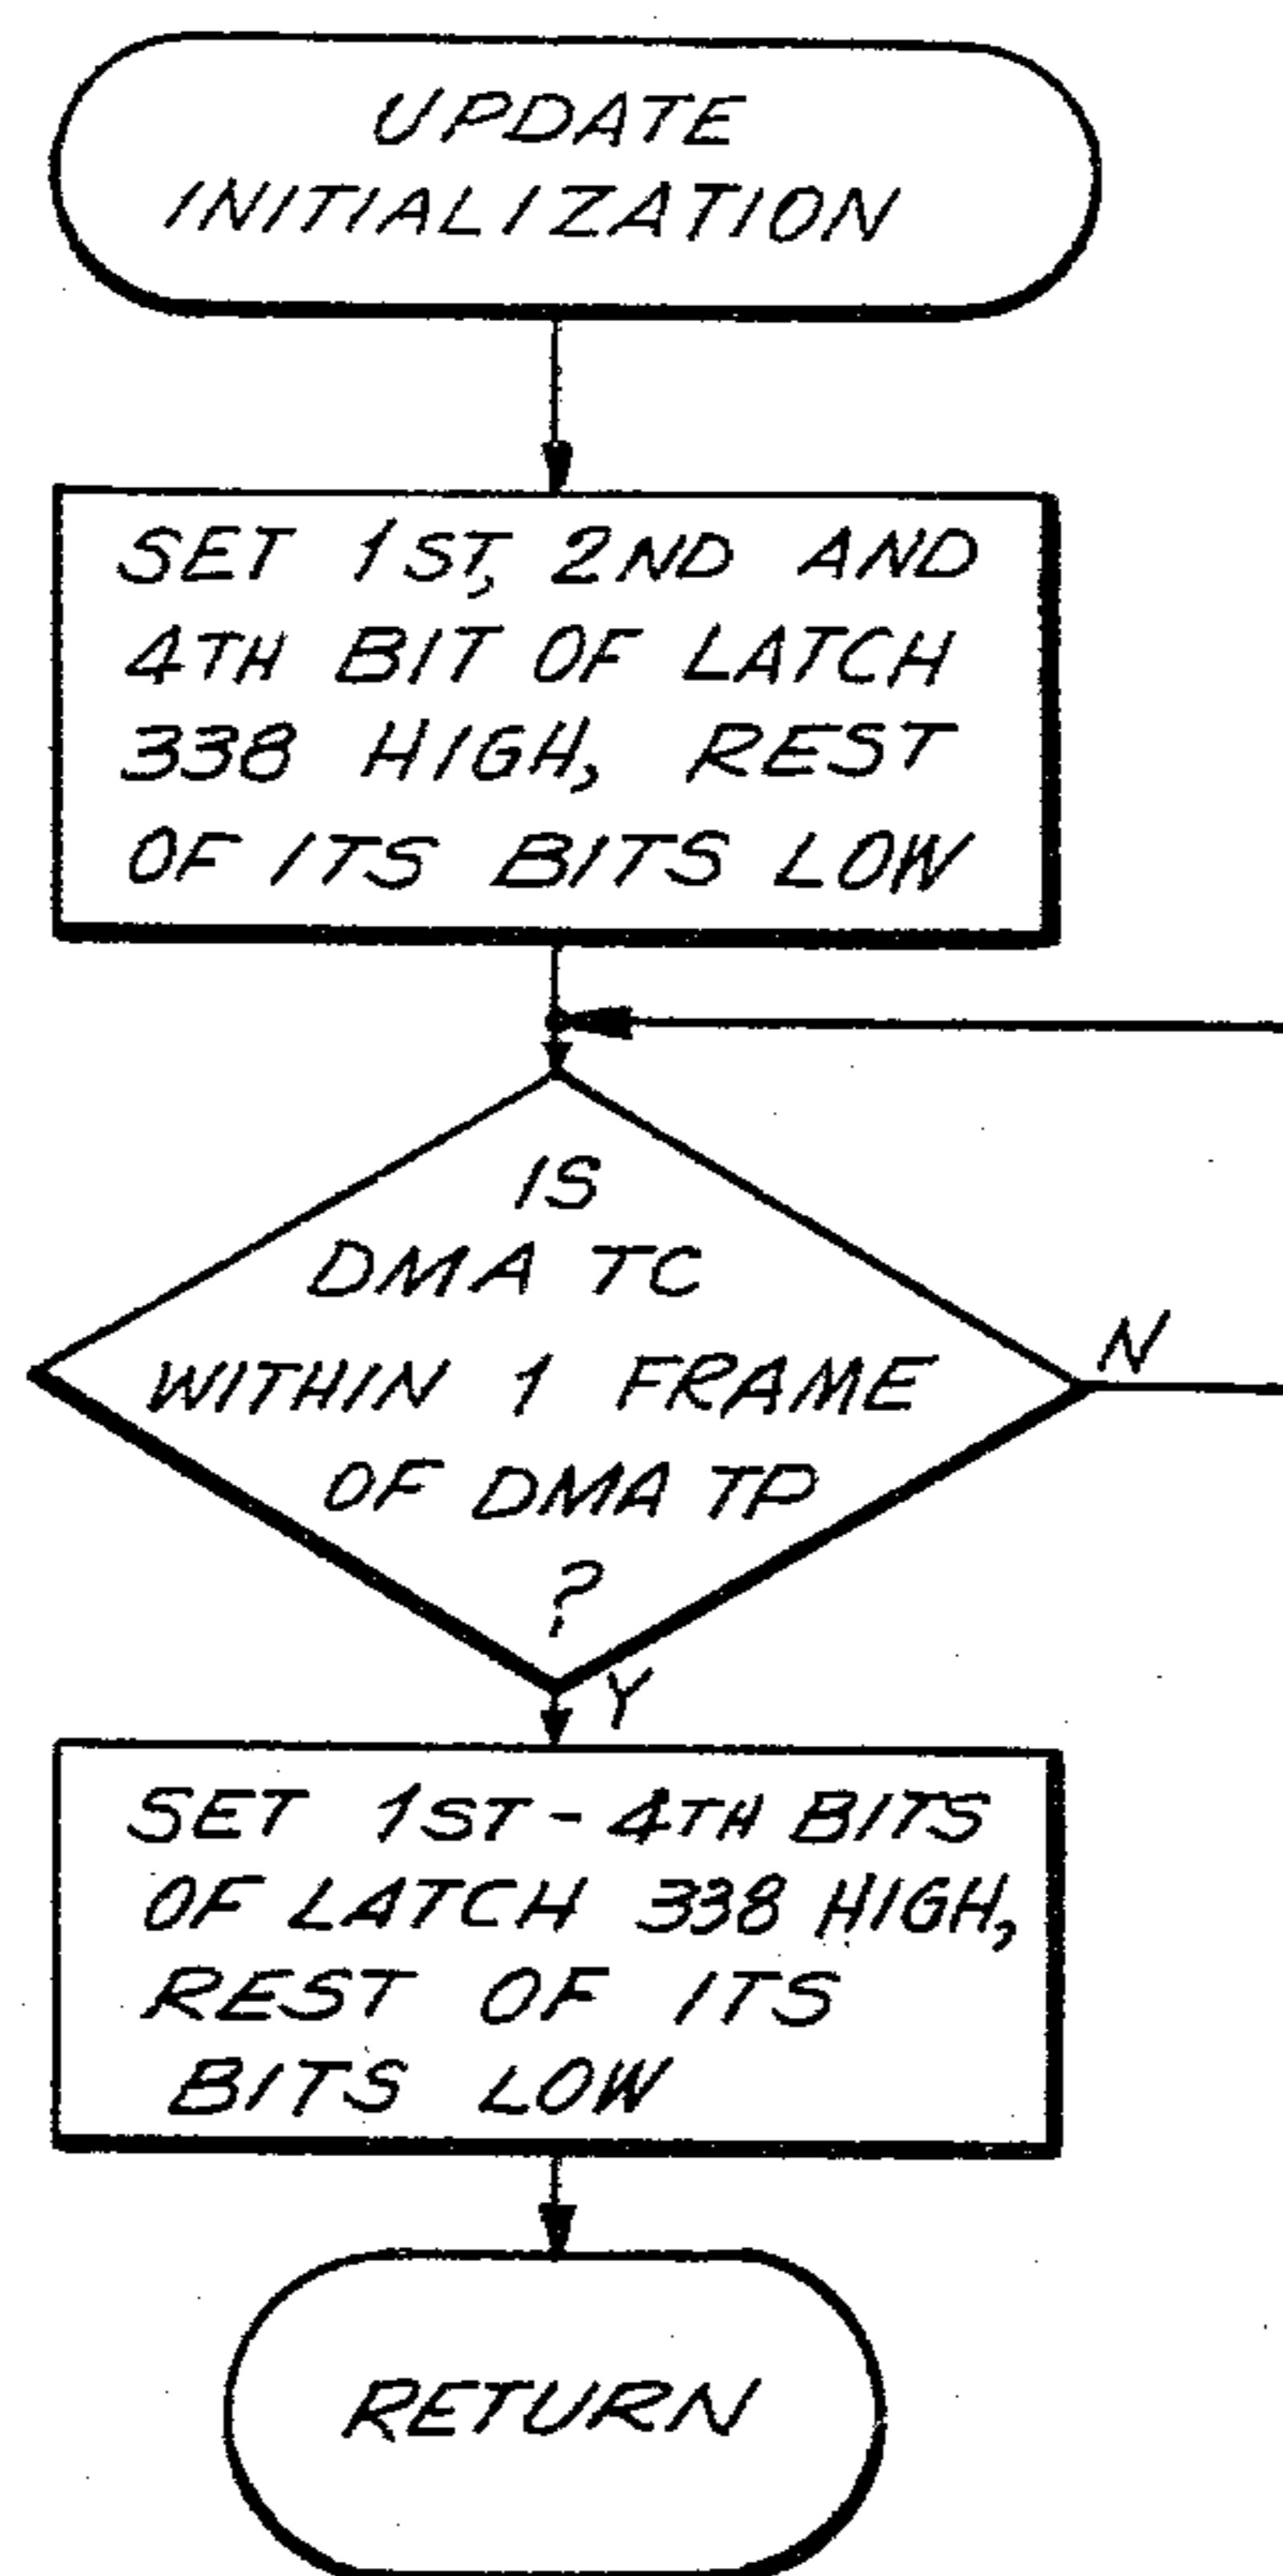 UPDATE
INITIALIZATION
SET 1ST, 2ND AND
4TH BIT OF LATCH
338 HIGH, REST
OF ITS BITS LOW
IS
DMA TC
WITHIN 1 FRAME
OF DMA TP
?
N
Y
SET 1ST-4TH BITS
OF LATCH 338 HIGH,
REST OF ITS
BITS LOW
RETURN